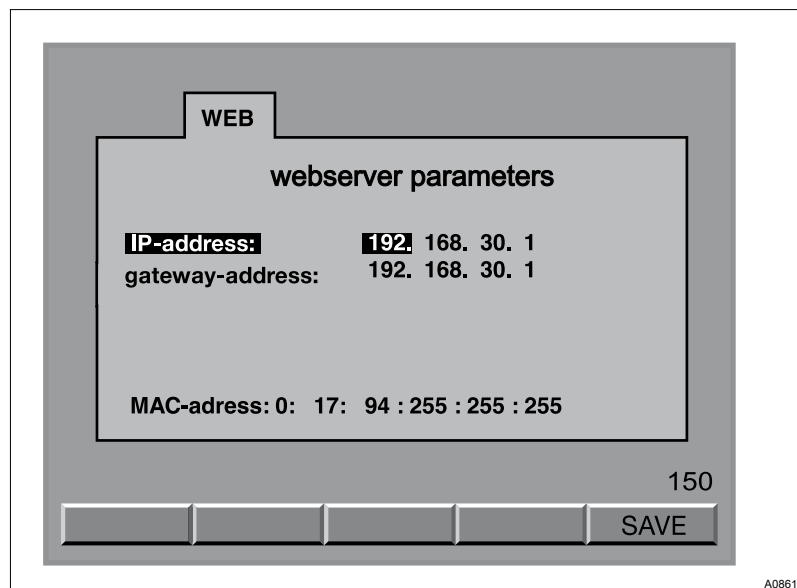 WEB
webserver parameters
IP-address: 192. 168. 30. 1
gateway-address: 192. 168. 30. 1
MAC-adress: 0: 17: 94 : 255 : 255 : 255
150
SAVE
A0861